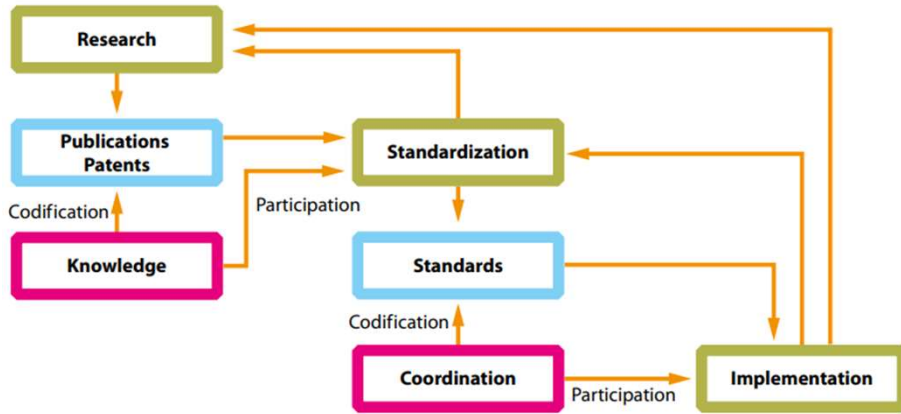 Research
Publications
Patents
Standardization
Codification
Participation
Knowledge
Standards
Codification
Coordination
Participation
Implementation